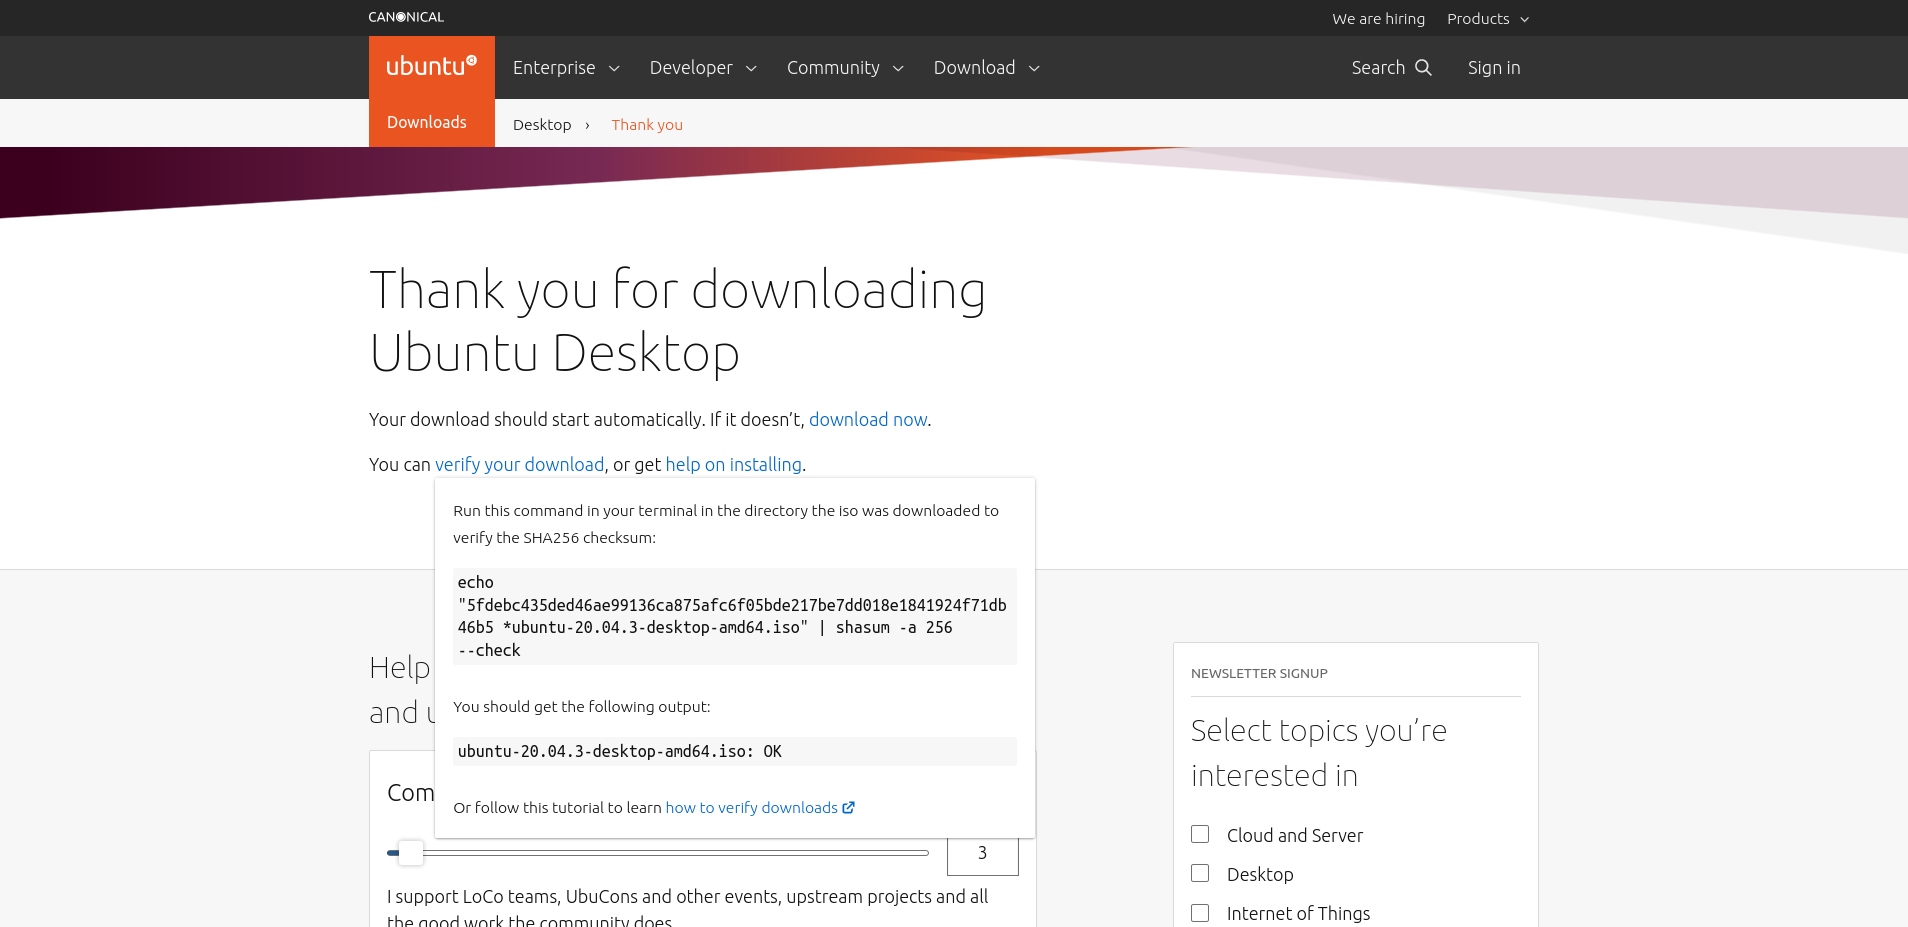 CANONICAL
We are hiring Products
ubuntu
Enterprise Developer Community Download Search Sign in
Downloads
Desktop › Thank you
Thank you for downloading
Ubuntu Desktop
Your download should start automatically. If it doesn’t, download now.
You can verify your download, or get help on installing.
Run this command in your terminal in the directory the iso was downloaded to
verify the SHA256 checksum:
echo
"5fdebc435ded46ae99136ca875afc6f05bde217be7dd018e1841924f71db
46b5 *ubuntu-20.04.3-desktop-amd64.iso" | shasum -a 256
--check
You should get the following output:
ubuntu-20.04.3-desktop-amd64.iso: OK
Or follow this tutorial to learn how to verify downloads
Help
and u
Com
3
I support LoCo teams, UbuCons and other events, upstream projects and all
the good work the community does.
NEWSLETTER SIGNUP
Select topics you’re
interested in
Cloud and Server
Desktop
Internet of Things